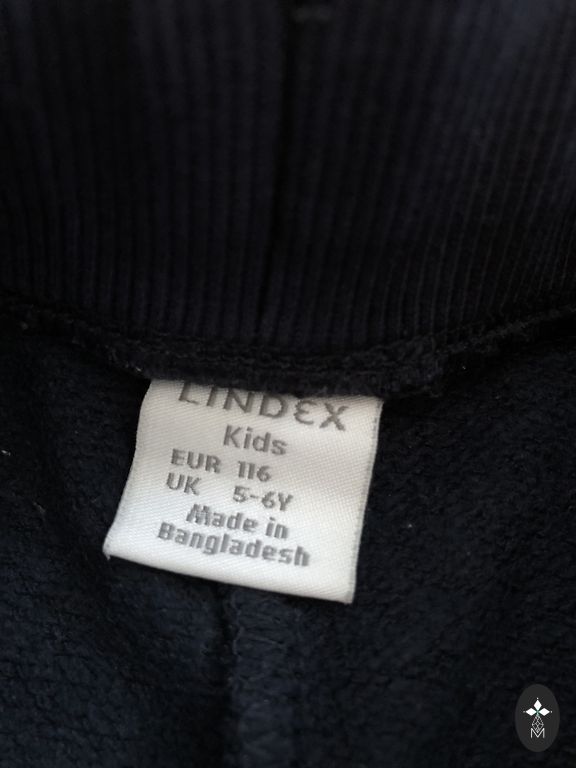 LINDEX
Kids
EUR 116
UK 5-6Y
Made in
Bangladesh
M